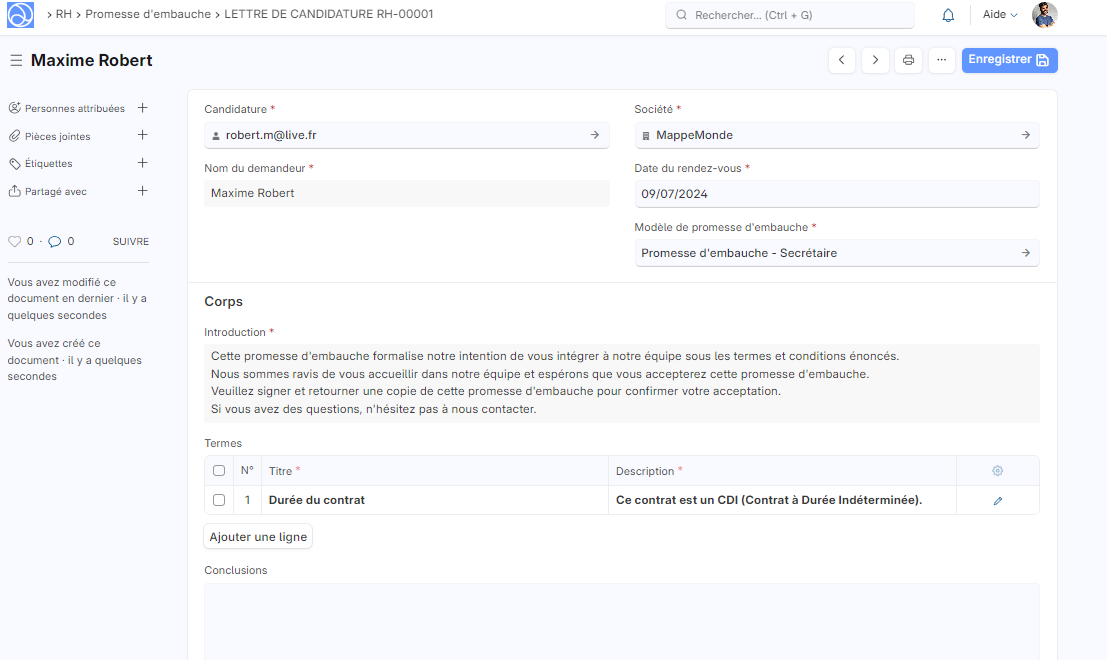 RH > Promesse d'embauche > LETTRE DE CANDIDATURE RH-00001
Rechercher... (Ctrl + G)
Aide
Maxime Robert
Enregistrer
Personnes attribuées
Pièces jointes
Étiquettes
Partagé avec
0 · 0 SUIVRE
Vous avez modifié ce
document en dernier · il y a
quelques secondes
Vous avez créé ce
document · il y a quelques
secondes
Candidature *
robert.m@live.fr
Nom du demandeur *
Maxime Robert
Société *
MappeMonde
Date du rendez-vous *
09/07/2024
Modèle de promesse d'embauche *
Promesse d'embauche - Secrétaire
Corps
Introduction *
Cette promesse d'embauche formalise notre intention de vous intégrer à notre équipe sous les termes et conditions énoncés.
Nous sommes ravis de vous accueillir dans notre équipe et espérons que vous accepterez cette promesse d'embauche.
Veuillez signer et retourner une copie de cette promesse d'embauche pour confirmer votre acceptation.
Si vous avez des questions, n'hésitez pas à nous contacter.
Termes
N° Titre * Description *
1 Durée du contrat Ce contrat est un CDI (Contrat à Durée Indéterminée).
Ajouter une ligne
Conclusions